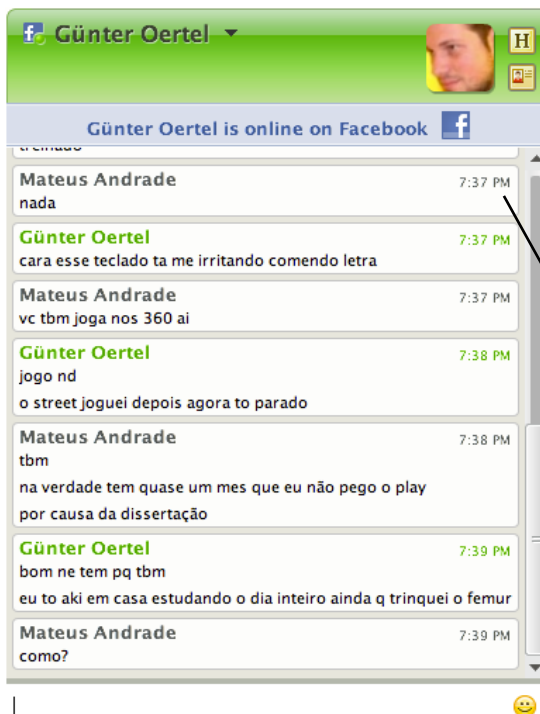 Günter Oertel
H
Günter Oertel is online on Facebook
treinado
Mateus Andrade 7:37 PM
nada
Günter Oertel 7:37 PM
cara esse teclado ta me irritando comendo letra
Mateus Andrade 7:37 PM
vc tbm joga nos 360 ai
Günter Oertel 7:38 PM
jogo nd
o street joguei depois agora to parado
Mateus Andrade 7:38 PM
tbm
na verdade tem quase um mes que eu não pego o play
por causa da dissertação
Günter Oertel 7:39 PM
bom ne tem pq tbm
eu to aki em casa estudando o dia inteiro ainda q trinquei o femur
Mateus Andrade 7:39 PM
como?